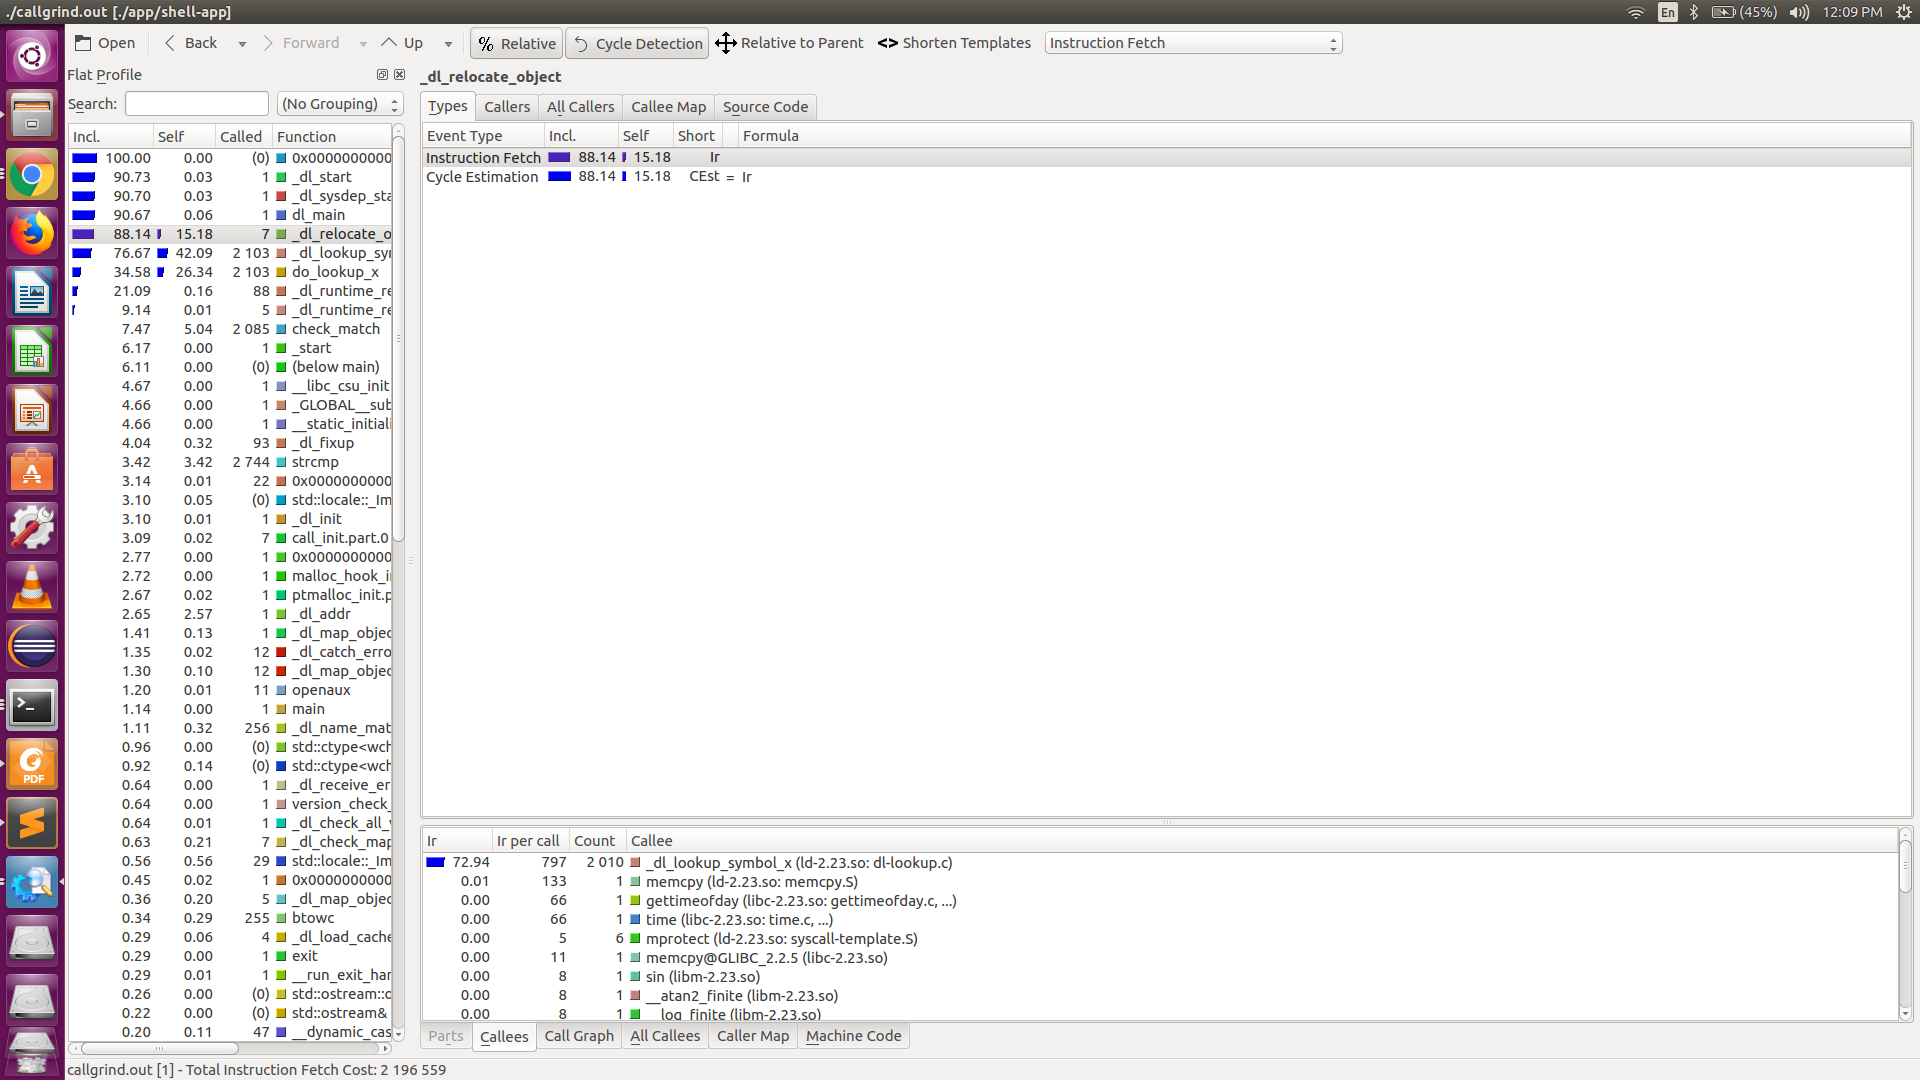 ./callgrind.out [./app/shell-app]
En (45%) 12:09 PM
Open Back Forward Up % Relative Cycle Detection Relative to Parent <> Shorten Templates Instruction Fetch
Flat Profile
Search: (No Grouping)
Incl. Self Called Function
100.00 0.00 (0) 0x0000000000
90.73 0.03 1 _dl_start
90.70 0.03 1 _dl_sysdep_sta
90.67 0.06 1 dl_main
88.14 15.18 7 _dl_relocate_o
76.67 42.09 2 103 _dl_lookup_syn
34.58 26.34 2 103 do_lookup_x
21.09 0.16 88 _dl_runtime_re
9.14 0.01 5 _dl_runtime_re
7.47 5.04 2 085 check_match
6.17 0.00 1 _start
6.11 0.00 (0) (below main)
4.67 0.00 1 __libc_csu_init
4.66 0.00 1 _GLOBAL__sub
4.66 0.00 1 __static_initiali
4.04 0.32 93 _dl_fixup
3.42 3.42 2 744 strcmp
3.14 0.01 22 0x0000000000
3.10 0.05 (0) std::locale::_Im
3.10 0.01 1 _dl_init
3.09 0.02 7 call_init.part.0
2.77 0.00 1 0x0000000000
2.72 0.00 1 malloc_hook_i
2.67 0.02 1 ptmalloc_init.p
2.65 2.57 1 _dl_addr
1.41 0.13 1 _dl_map_objec
1.35 0.02 12 _dl_catch_erro
1.30 0.10 12 _dl_map_objec
1.20 0.01 11 openaux
1.14 0.00 1 main
1.11 0.32 256 _dl_name_mat
0.96 0.00 (0) std::ctype<wch
0.92 0.14 (0) std::ctype<wch
0.64 0.00 1 _dl_receive_er
0.64 0.00 1 version_check_
0.64 0.01 1 _dl_check_all_
0.63 0.21 7 _dl_check_map
0.56 0.56 29 std::locale::_Im
0.45 0.02 1 0x0000000000
0.36 0.20 5 _dl_map_objec
0.34 0.29 255 btowc
0.29 0.06 4 _dl_load_cache
0.29 0.00 1 exit
0.29 0.01 1 __run_exit_han
0.26 0.00 (0) std::ostream::o
0.22 0.00 (0) std::ostream&
0.20 0.11 47 __dynamic_cas
_dl_relocate_object
Types Callers All Callers Callee Map Source Code
Event Type Incl. Self Short Formula
Instruction Fetch 88.14 15.18 Ir
Cycle Estimation 88.14 15.18 CEst = Ir
Ir Ir per call Count Callee
72.94 797 2 010 _dl_lookup_symbol_x (ld-2.23.so: dl-lookup.c)
0.01 133 1 memcpy (ld-2.23.so: memcpy.S)
0.00 66 1 gettimeofday (libc-2.23.so: gettimeofday.c, ...)
0.00 66 1 time (libc-2.23.so: time.c, ...)
0.00 5 6 mprotect (ld-2.23.so: syscall-template.S)
0.00 11 1 memcpy@GLIBC_2.2.5 (libc-2.23.so)
0.00 8 1 sin (libm-2.23.so)
0.00 8 1 __atan2_finite (libm-2.23.so)
0.00 8 1 __log_finite (libm-2.23.so)
Parts Callees Call Graph All Callees Caller Map Machine Code
PDF
callgrind.out [1] - Total Instruction Fetch Cost: 2 196 559